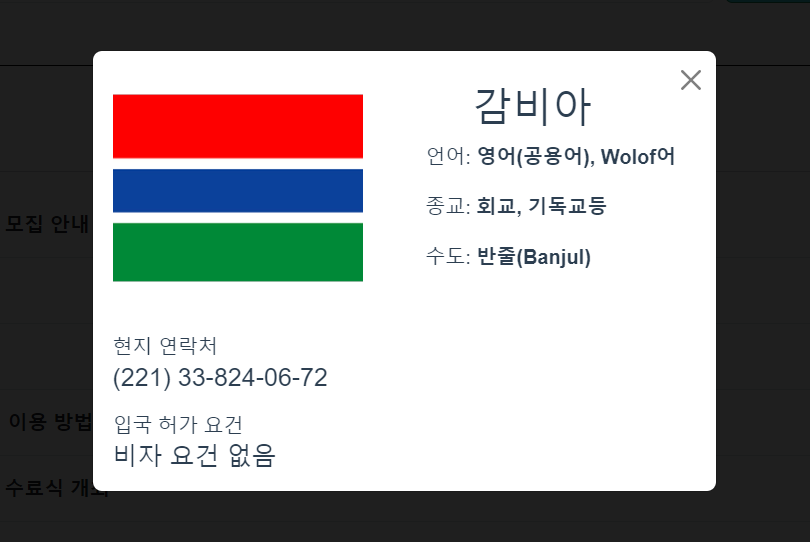 감비아
언어: 영어(공용어), Wolof어
종교: 회교, 기독교등
수도: 반줄(Banjul)
모집 안내
현지 연락처
(221) 33-824-06-72
이용 방법
입국 허가 요건
비자 요건 없음
수료식 개최